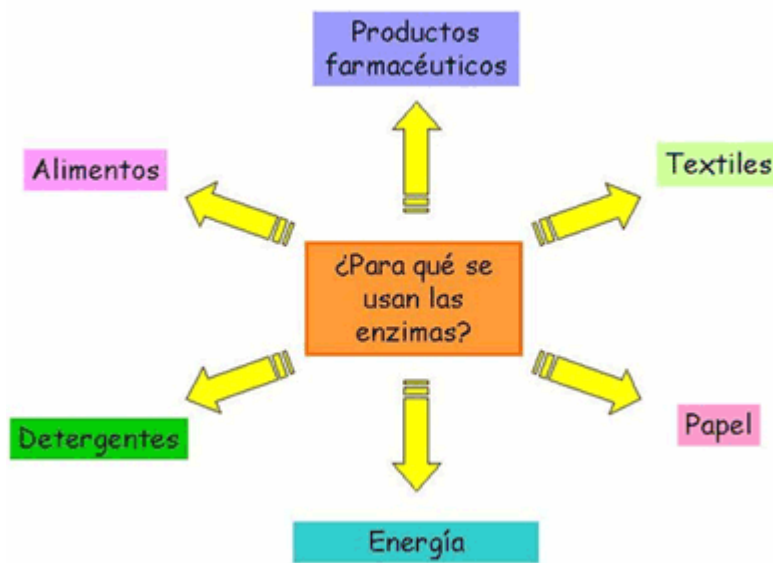 Productos
farmacéuticos
Alimentos
Textiles
¿Para qué se
usan las
enzimas?
Detergentes
Papel
Energía